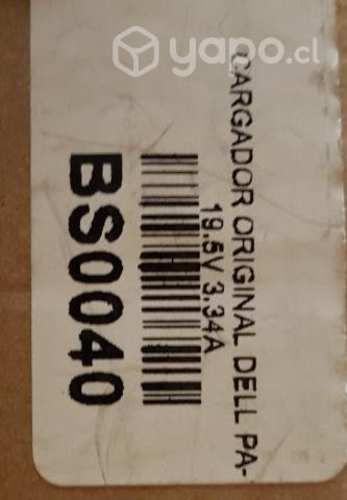 yapo.cl
CARGADOR ORIGINAL DELL PA-
19.5V 3.34A
BS0040